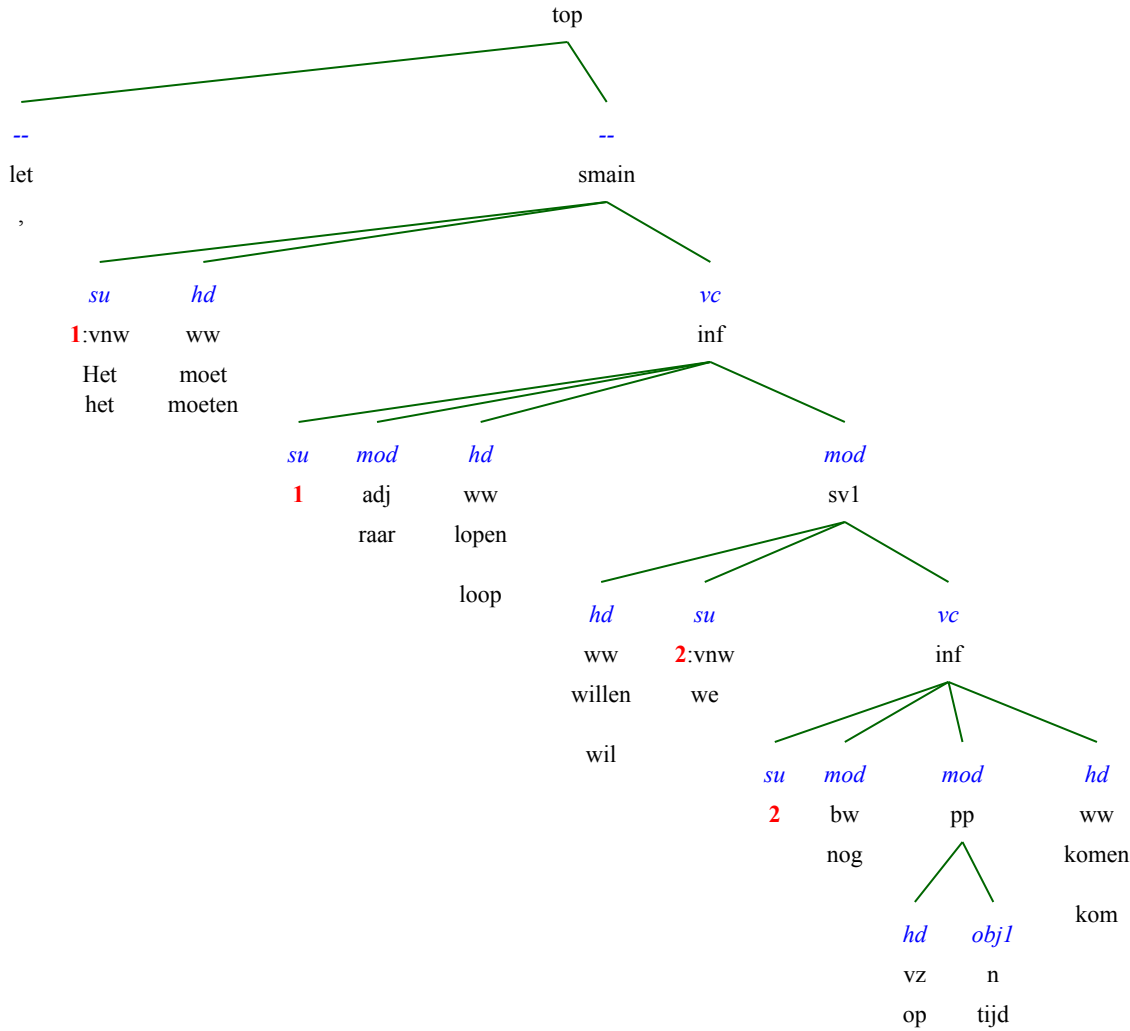 top
-- --
let smain
,
su hd vc
1:vnw ww inf
Het moet
het moeten
su mod hd mod
1 adj ww sv1
raar lopen
loop
hd su vc
ww 2:vnw inf
willen we
wil
su mod mod hd
2 bw pp ww
nog komen
kom
hd obj1
vz n
op tijd